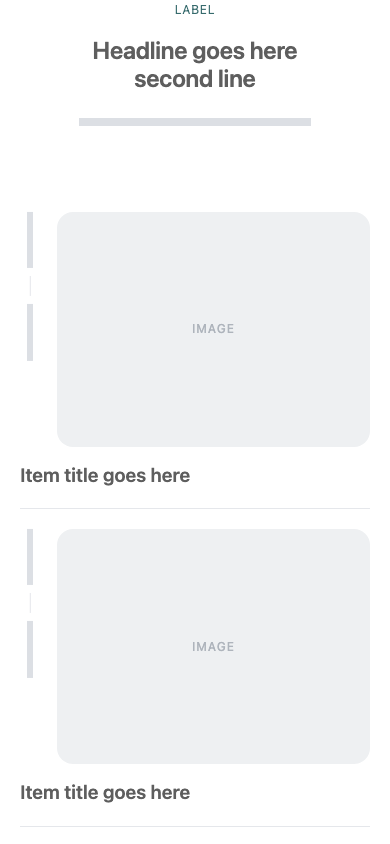 LABEL
Headline goes here
second line
IMAGE
Item title goes here
IMAGE
Item title goes here